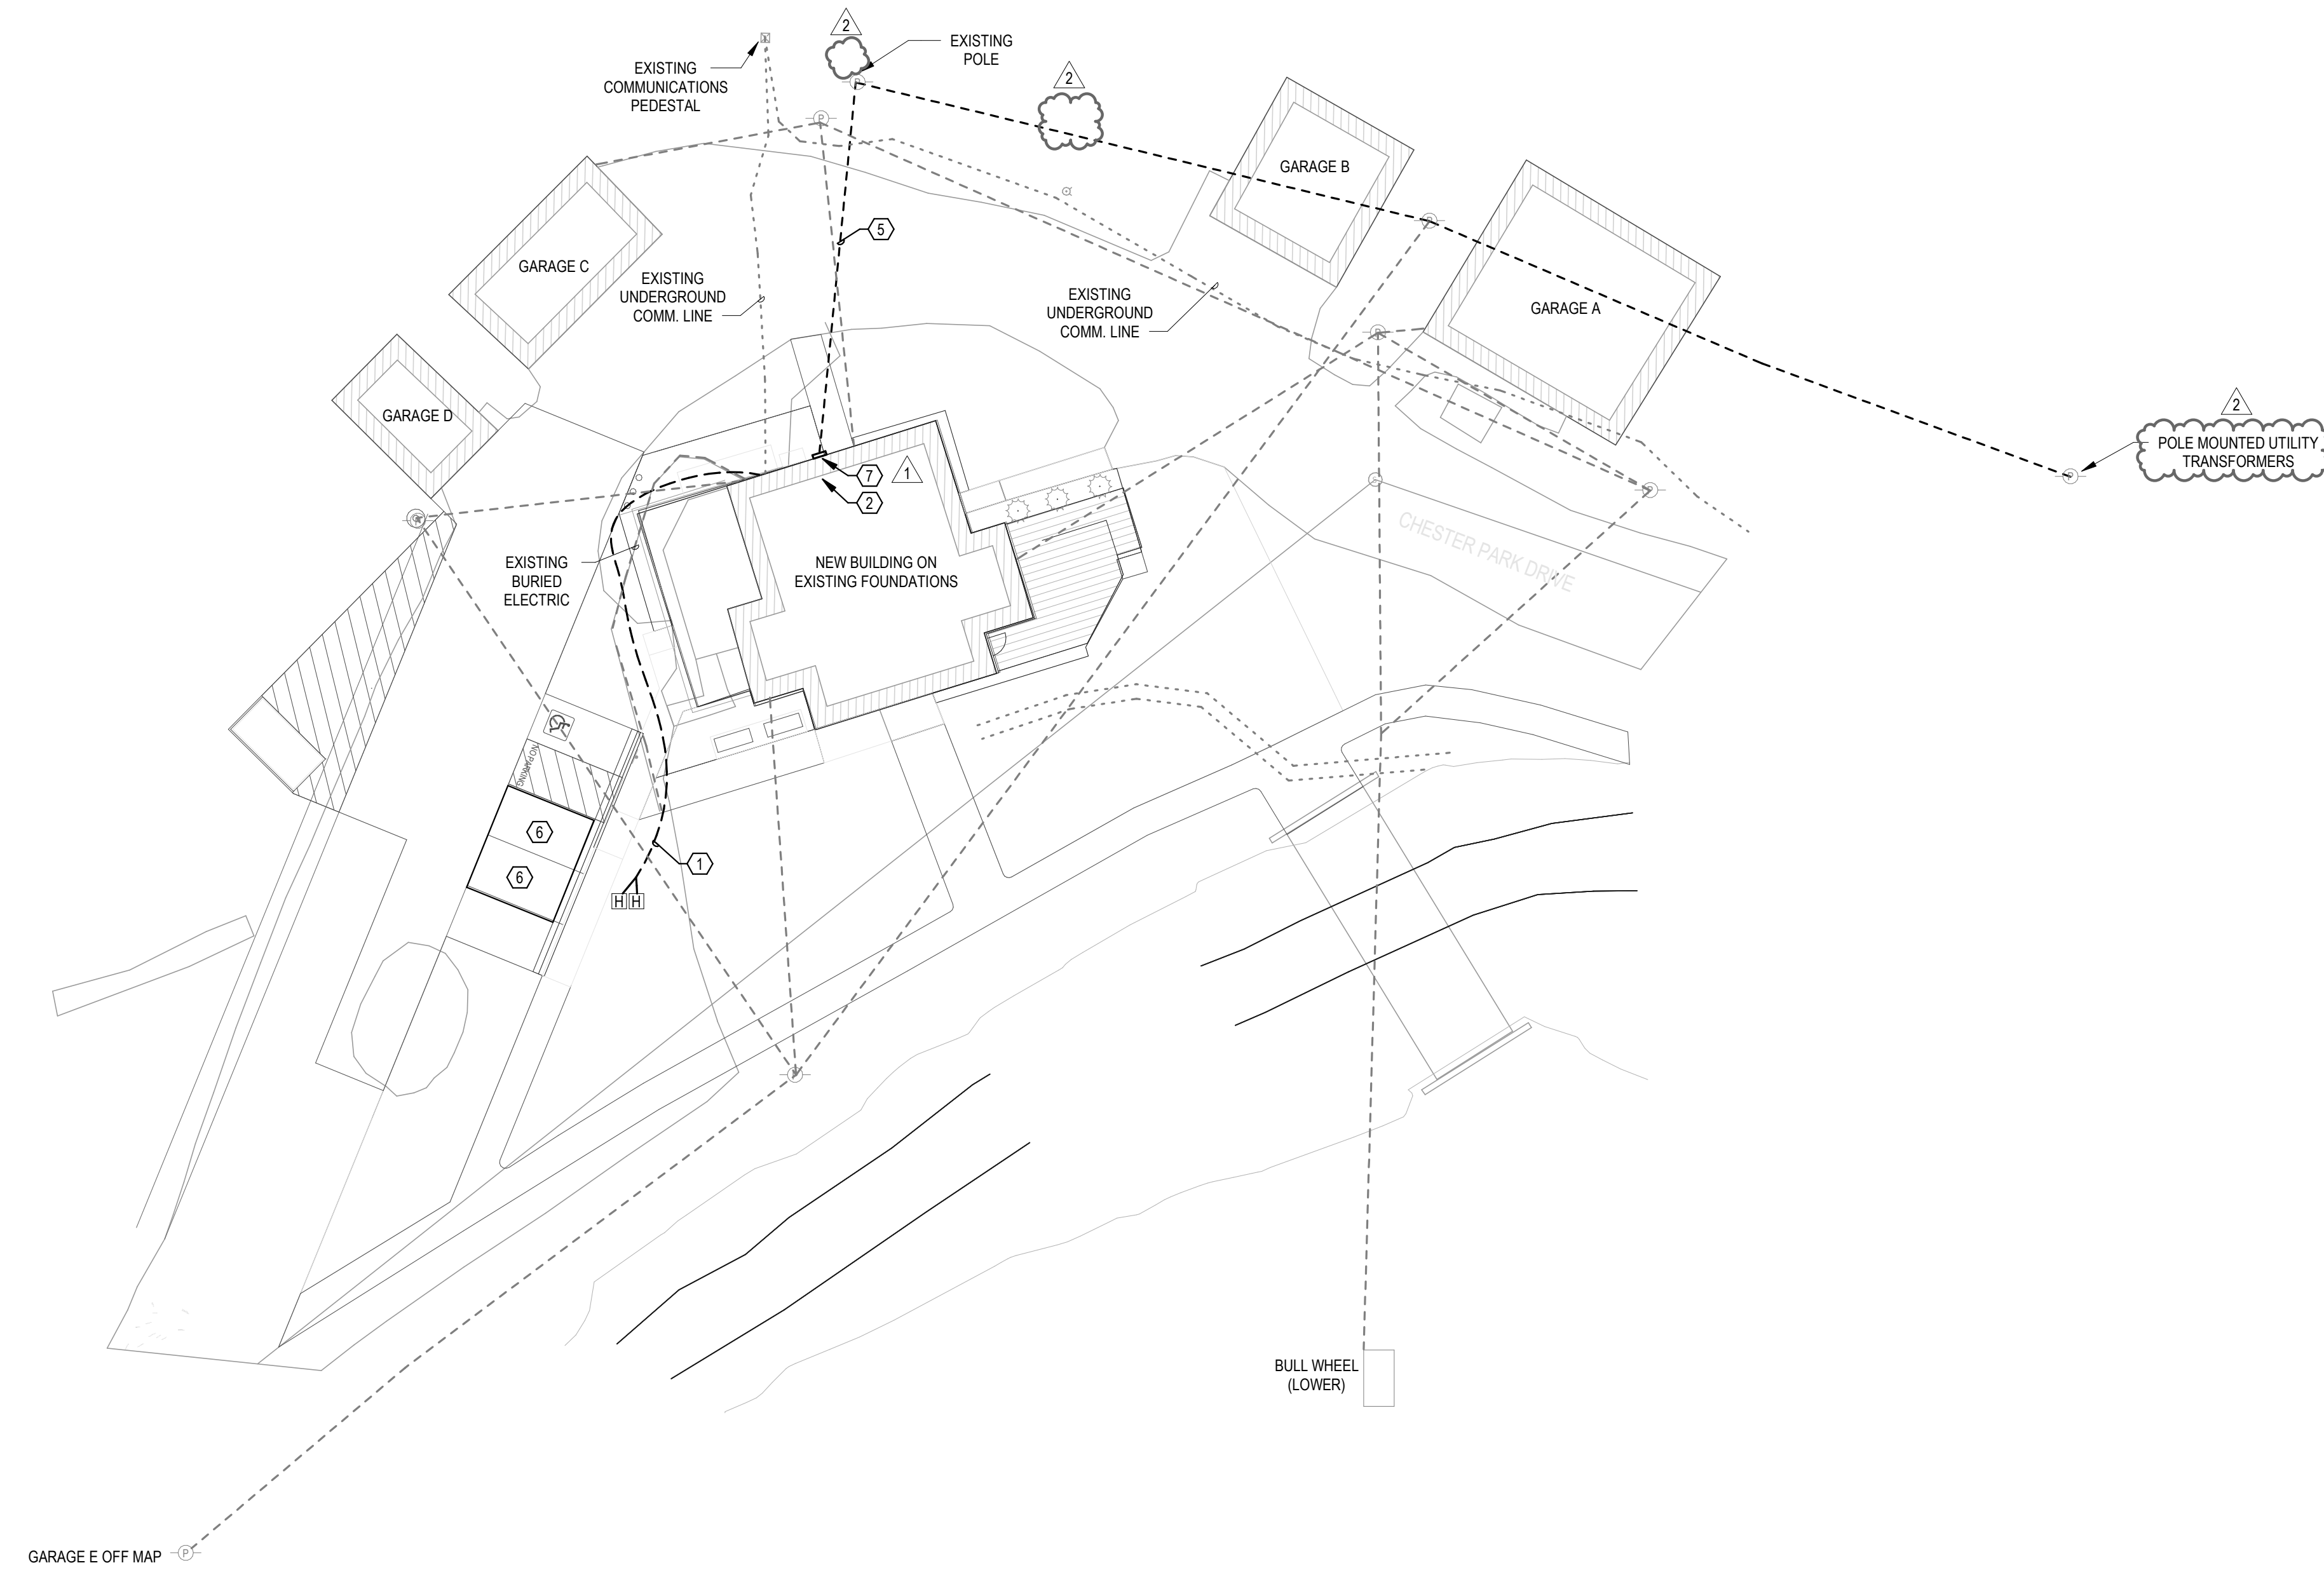 2
EXISTING
POLE
EXISTING
COMMUNICATIONS
PEDESTAL
2
P
P
GARAGE B
P
5
GARAGE C
EXISTING
UNDERGROUND
COMM. LINE
EXISTING
UNDERGROUND
COMM. LINE
GARAGE A
P
GARAGE D
2
POLE MOUNTED UTILITY
TRANSFORMERS
P
7
1
2
P
CHESTER PARK DRIVE
EXISTING
BURIED
ELECTRIC
NEW BUILDING ON
EXISTING FOUNDATIONS
NO PARKING
6
6
1
H H
P
BULL WHEEL
(LOWER)
GARAGE E OFF MAP
P